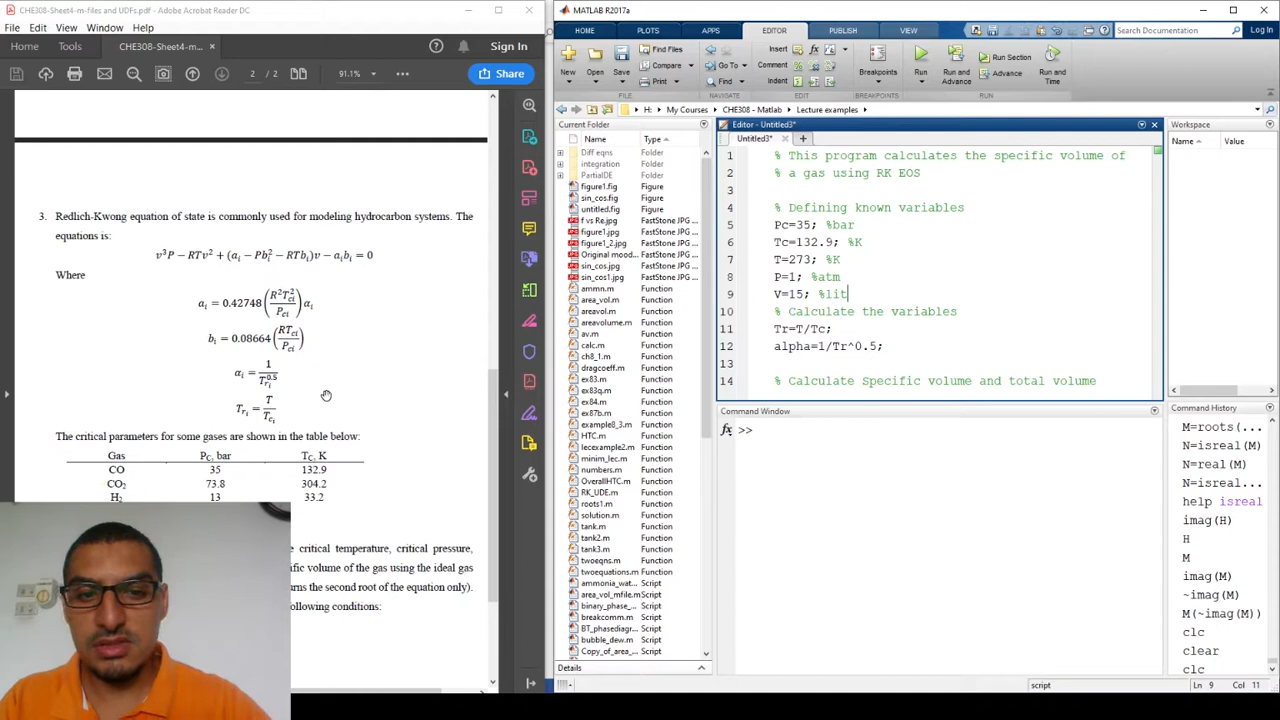 CHE308-Sheet4-m-files and UDFs.pdf - Adobe Acrobat Reader DC
File Edit View Window Help
Home Tools CHE308-Sheet4-m-... × Sign In
2 / 2 91.1% Share
3. Redlich-Kwong equation of state is commonly used for modeling hydrocarbon systems. The
equations is:
v³P − RTv² + (aᵢ − Pbᵢ² − RTbᵢ)v − aᵢbᵢ = 0
Where
aᵢ = 0.42748 (R²T²cᵢ / Pcᵢ) αᵢ
bᵢ = 0.08664 (RTcᵢ / Pcᵢ)
αᵢ = 1 / Trᵢ^0.5
Trᵢ = T / Tcᵢ
The critical parameters for some gases are shown in the table below:
Gas PC, bar TC, K
CO 35 132.9
CO2 73.8 304.2
H2 13 33.2
e critical temperature, critical pressure,
ific volume of the gas using the ideal gas
urns the second root of the equation only).
ollowing conditions:
MATLAB R2017a
HOME PLOTS APPS EDITOR PUBLISH VIEW Search Documentation Log In
New Open Save Find Files Compare Print Go To Find Insert Comment Indent Breakpoints Run Run and Advance Run Section Advance Run and Time
FILE NAVIGATE EDIT BREAKPOINTS RUN
H: My Courses CHE308 - Matlab Lecture examples
Current Folder
Name Type
Diff eqns Folder
integration Folder
PartialDE Folder
figure1.fig Figure
sin_cos.fig Figure
untitled.fig Figure
f vs Re.jpg FastStone JPG ...
figure1.jpg FastStone JPG ...
figure1_2.jpg FastStone JPG ...
Original mood... FastStone JPG ...
sin_cos.jpg FastStone JPG ...
sin_cos1.jpg FastStone JPG ...
ammn.m Function
area_vol.m Function
areavol.m Function
areavolume.m Function
av.m Function
calc.m Function
ch8_1.m Function
dragcoeff.m Function
ex83.m Function
ex82.m Function
ex84.m Function
ex87b.m Function
example8_3.m Function
HTC.m Function
lecexample2.m Function
minim_lec.m Function
numbers.m Function
OverallHTC.m Function
RK_UDE.m Function
roots1.m Function
solution.m Function
tank.m Function
tank2.m Function
tank3.m Function
twoeqns.m Function
twoequations.m Function
ammonia_wat... Script
area_vol_mfile.m Script
binary_phase_... Script
breakcomm.m Script
BT_phasediagr... Script
bubble_dew.m Script
Copy_of_area_... Script
Details
Editor - Untitled3*
Untitled3* × +
1 % This program calculates the specific volume of
2 % a gas using RK EOS
3
4 % Defining known variables
5 Pc=35; %bar
6 Tc=132.9; %K
7 T=273; %K
8 P=1; %atm
9 V=15; %lit
10 % Calculate the variables
11 Tr=T/Tc;
12 alpha=1/Tr^0.5;
13
14 % Calculate Specific volume and total volume
Command Window
fx >>
Workspace
Name Value
Command History
M=roots(...
N=isreal(M)
N=real(M)
N=isreal(...
help isreal
imag(H)
H
M
imag(M)
~imag(M)
M(~imag(M))
clc
clear
clc
script Ln 9 Col 11